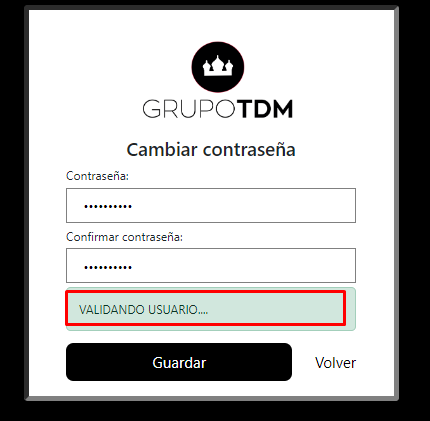 GRUPOTDM
Cambiar contraseña
Contraseña:
••••••••••
Confirmar contraseña:
••••••••••
VALIDANDO USUARIO....
Guardar
Volver